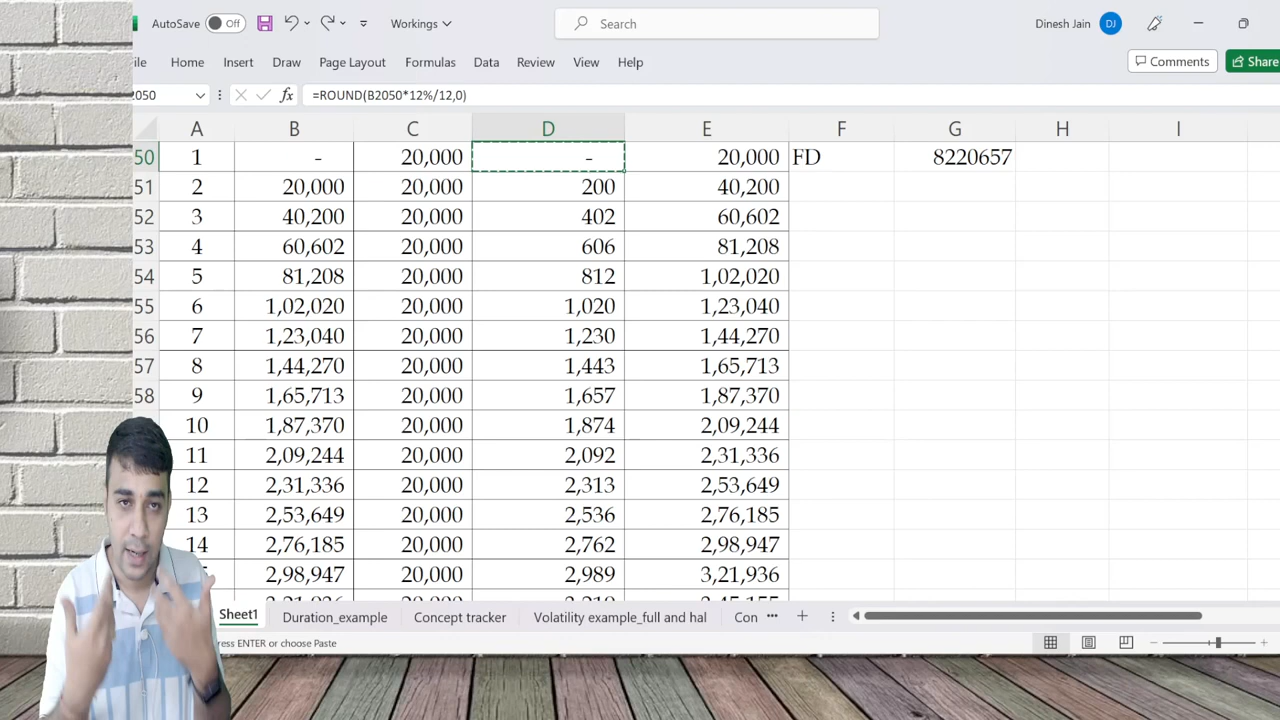 AutoSave Off Workings Search Dinesh Jain DJ
ile Home Insert Draw Page Layout Formulas Data Review View Help Comments Share
050 fx =ROUND(B2050*12%/12,0)
A B C D E F G H I
50 1 - 20,000 - 20,000 FD 8220657
51 2 20,000 20,000 200 40,200
52 3 40,200 20,000 402 60,602
53 4 60,602 20,000 606 81,208
54 5 81,208 20,000 812 1,02,020
55 6 1,02,020 20,000 1,020 1,23,040
56 7 1,23,040 20,000 1,230 1,44,270
57 8 1,44,270 20,000 1,443 1,65,713
58 9 1,65,713 20,000 1,657 1,87,370
10 1,87,370 20,000 1,874 2,09,244
11 2,09,244 20,000 2,092 2,31,336
12 2,31,336 20,000 2,313 2,53,649
13 2,53,649 20,000 2,536 2,76,185
14 2,76,185 20,000 2,762 2,98,947
2,98,947 20,000 2,989 3,21,936
Sheet1 Duration_example Concept tracker Volatility example_full and hal Con
ress ENTER or choose Paste